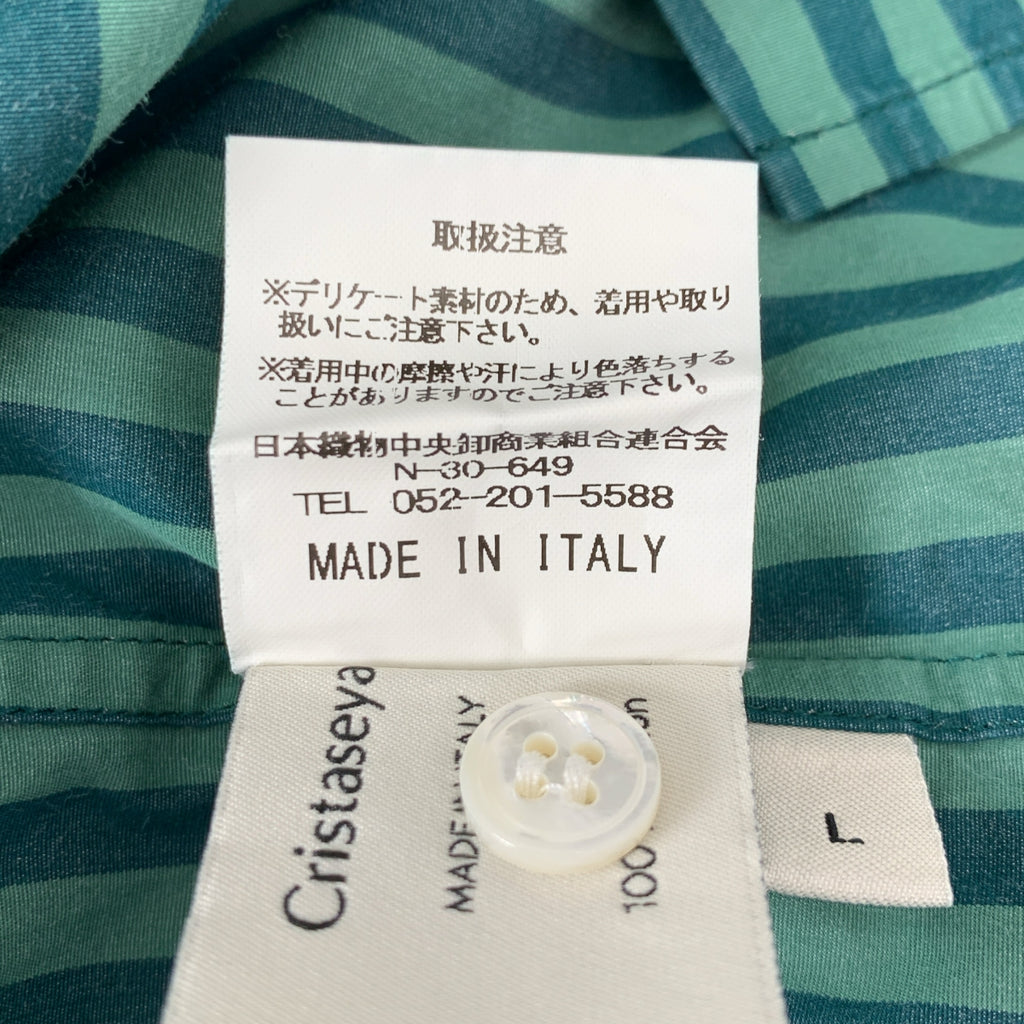 取扱注意
※デリケート素材のため、着用や取り
扱いにご注意下さい。
※着用中の摩擦や汗により色落ちする
ことがありますのでご注意下さい。
日本織物中央卸商業組合連合会
N-30-649
TEL 052-201-5588
MADE IN ITALY
Cristaseya
MADE IN ITALY
100
L